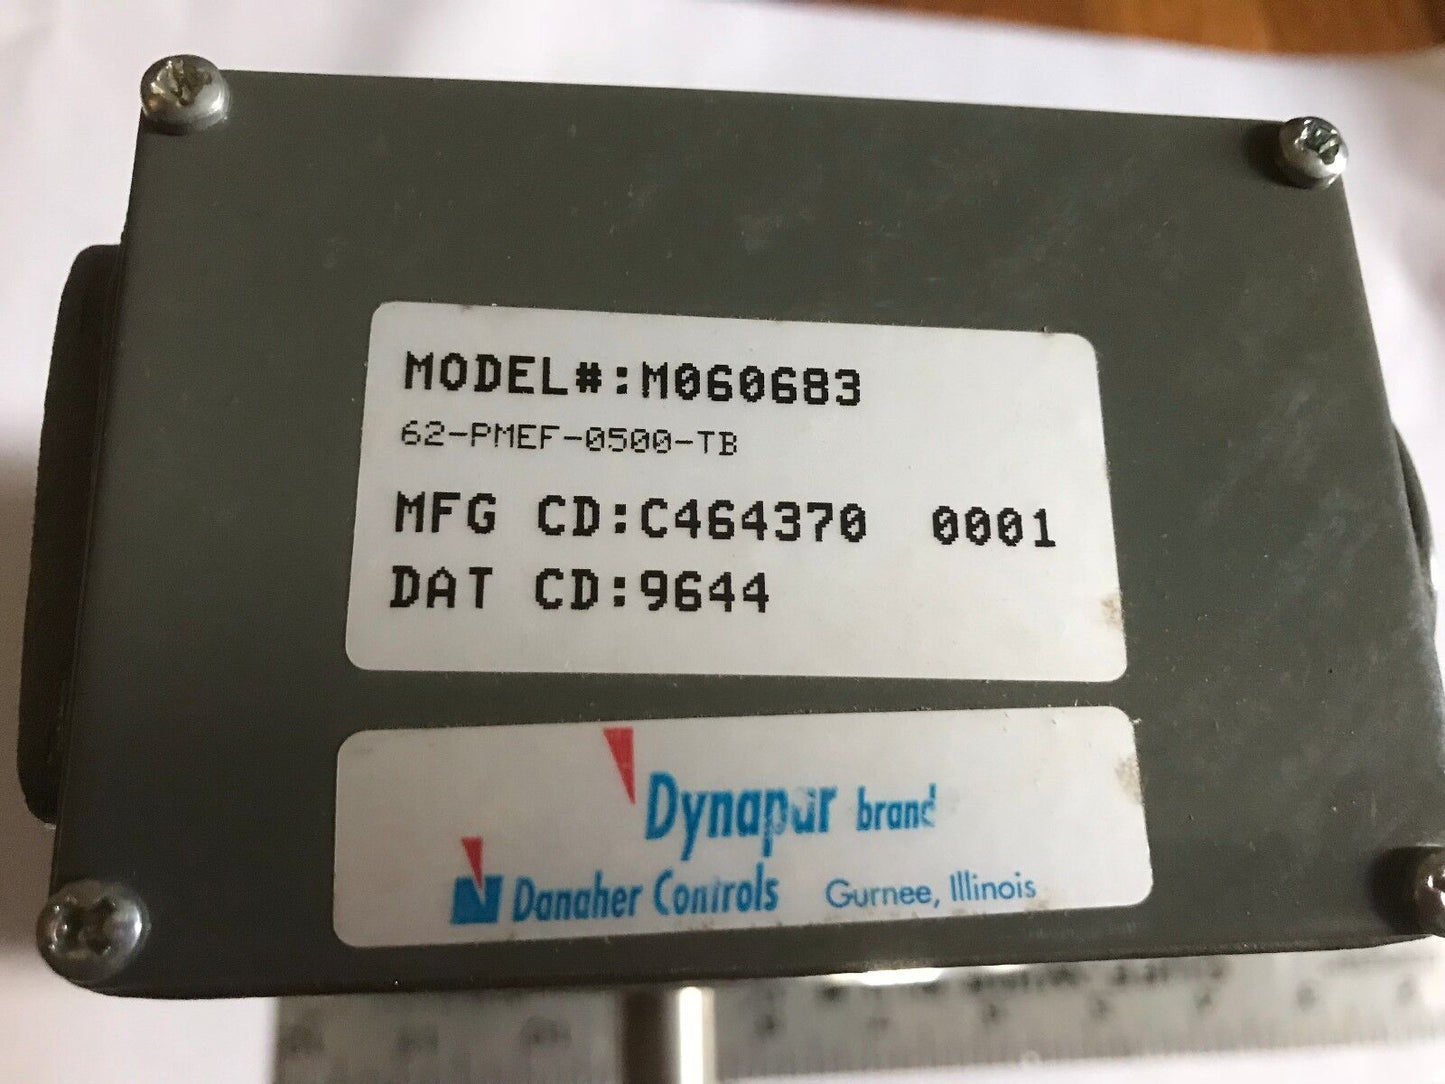 MODEL#:M060683
62-PMEF-0500-TB
MFG CD:C464370 0001
DAT CD:9644
Dynapar brand
Danaher Controls Gurnee, Illinois